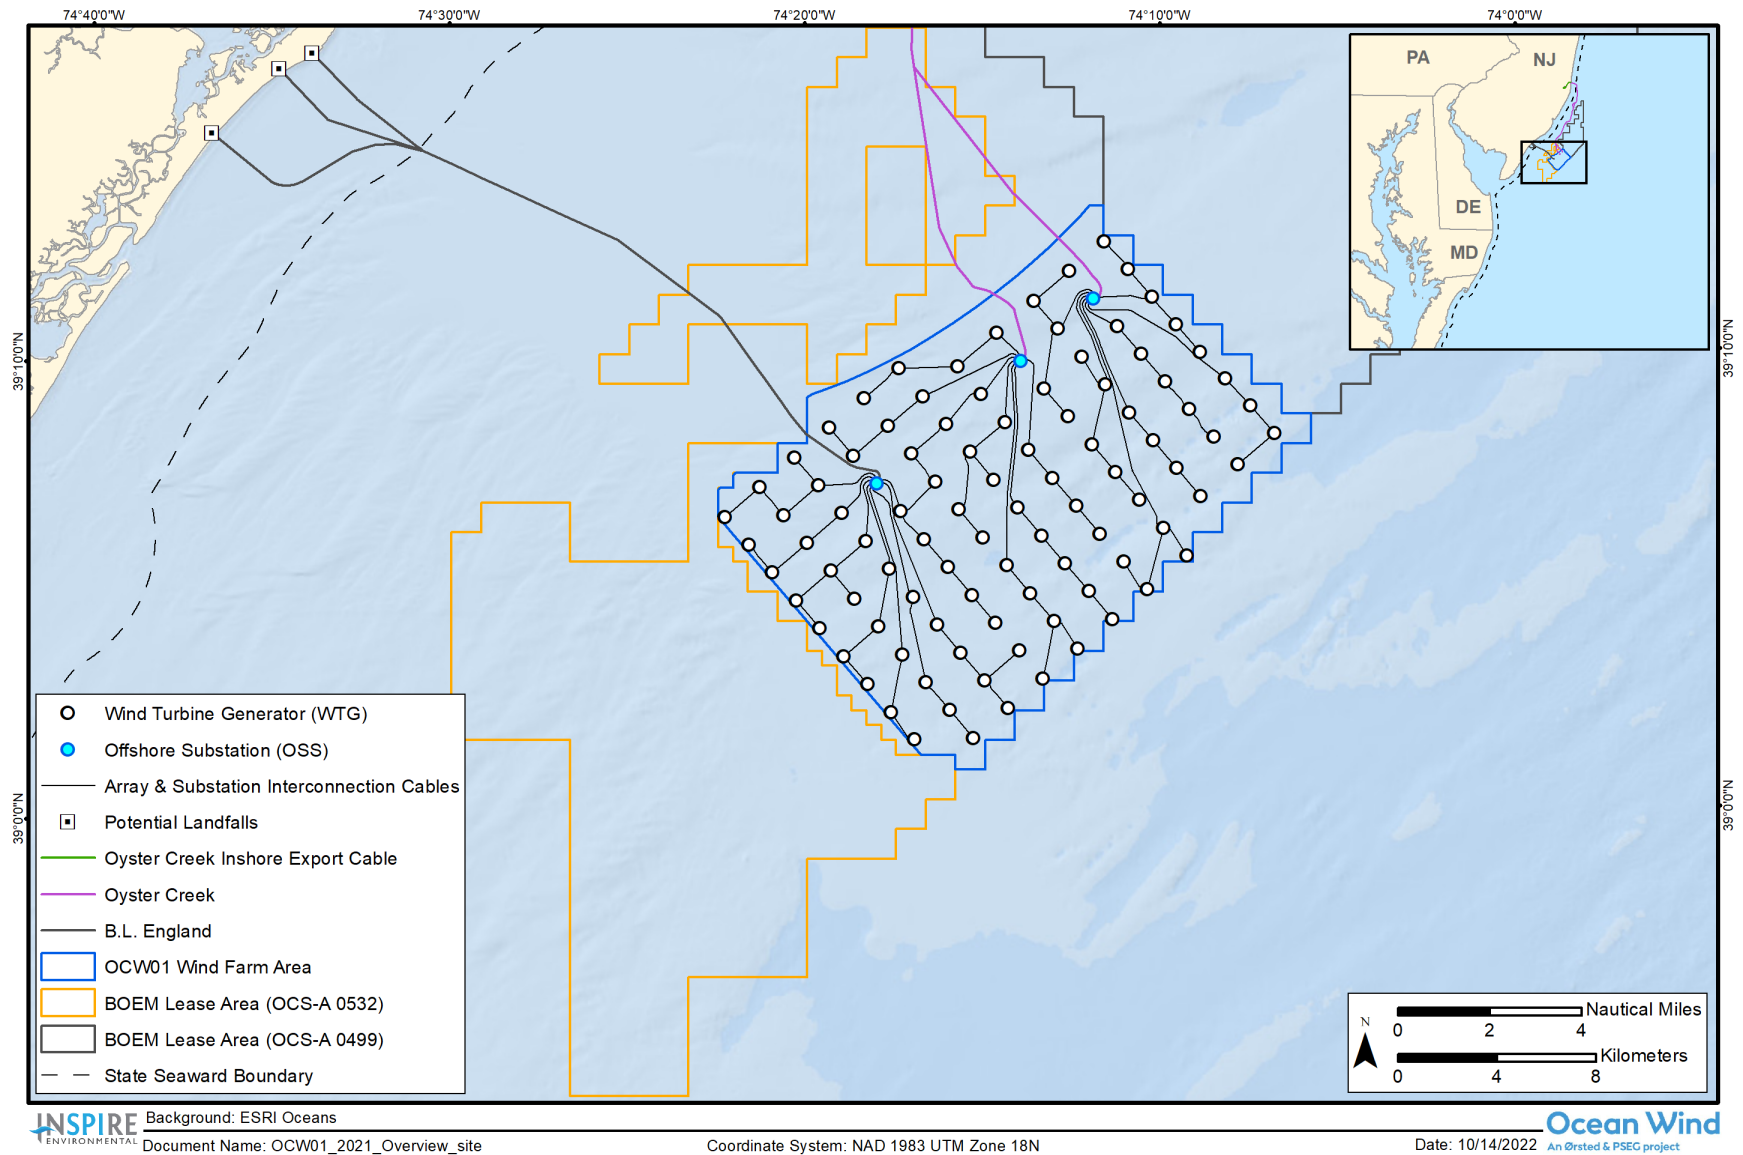 74°40'0"W 74°30'0"W 74°20'0"W 74°10'0"W 74°0'0"W
PA
NJ
DE
MD
39°10'0"N
39°10'0"N
39°0'0"N
39°0'0"N
Wind Turbine Generator (WTG)
Offshore Substation (OSS)
Array & Substation Interconnection Cables
Potential Landfalls
Oyster Creek Inshore Export Cable
Oyster Creek
B.L. England
OCW01 Wind Farm Area
BOEM Lease Area (OCS-A 0532)
BOEM Lease Area (OCS-A 0499)
State Seaward Boundary
N
Nautical Miles
0 2 4
Kilometers
0 4 8
INSPIRE
ENVIRONMENTAL
Background: ESRI Oceans
Document Name: OCW01_2021_Overview_site
Coordinate System: NAD 1983 UTM Zone 18N
Date: 10/14/2022
Ocean Wind
An Ørsted & PSEG project